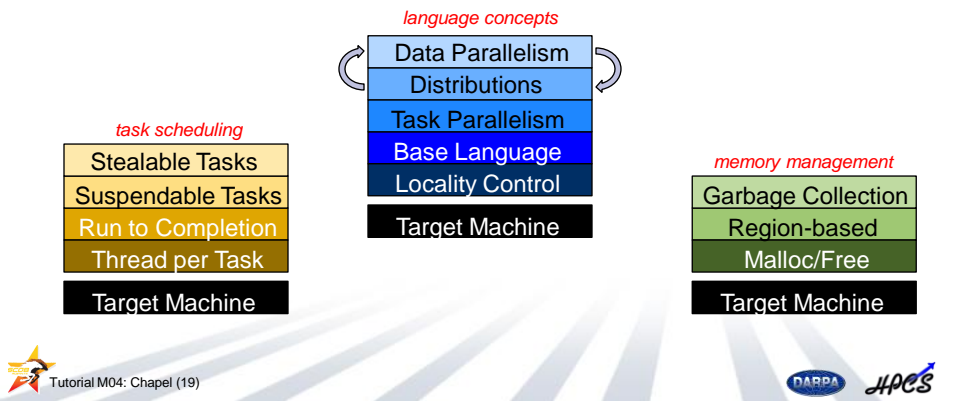 language concepts
Data Parallelism
Distributions
Task Parallelism
Base Language
Locality Control
Target Machine
task scheduling
Stealable Tasks
Suspendable Tasks
Run to Completion
Thread per Task
Target Machine
memory management
Garbage Collection
Region-based
Malloc/Free
Target Machine
Tutorial M04: Chapel (19)
DARPA
HPCS